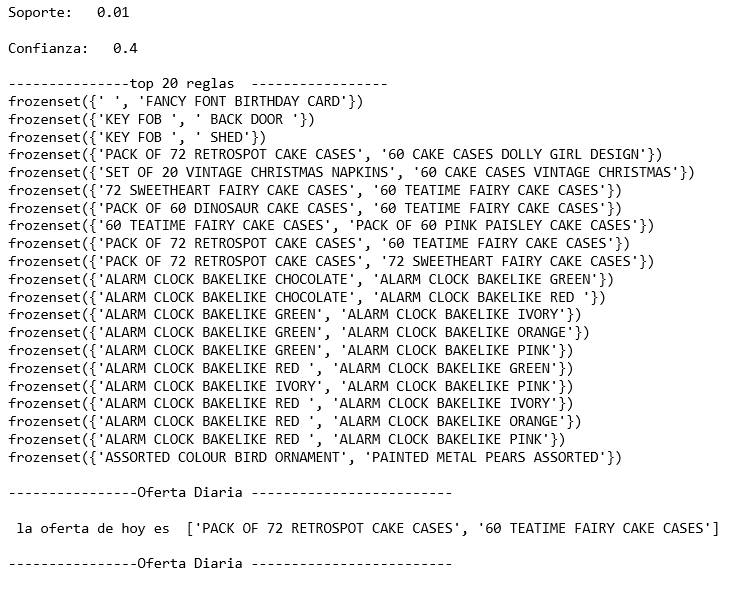 Soporte:   0.01
Confianza:   0.4
---------------top 20 reglas  -----------------
frozenset({' ', 'FANCY FONT BIRTHDAY CARD'})
frozenset({'KEY FOB ', ' BACK DOOR '})
frozenset({'KEY FOB ', ' SHED'})
frozenset({'PACK OF 72 RETROSPOT CAKE CASES', '60 CAKE CASES DOLLY GIRL DESIGN'})
frozenset({'SET OF 20 VINTAGE CHRISTMAS NAPKINS', '60 CAKE CASES VINTAGE CHRISTMAS'})
frozenset({'72 SWEETHEART FAIRY CAKE CASES', '60 TEATIME FAIRY CAKE CASES'})
frozenset({'PACK OF 60 DINOSAUR CAKE CASES', '60 TEATIME FAIRY CAKE CASES'})
frozenset({'60 TEATIME FAIRY CAKE CASES', 'PACK OF 60 PINK PAISLEY CAKE CASES'})
frozenset({'PACK OF 72 RETROSPOT CAKE CASES', '60 TEATIME FAIRY CAKE CASES'})
frozenset({'PACK OF 72 RETROSPOT CAKE CASES', '72 SWEETHEART FAIRY CAKE CASES'})
frozenset({'ALARM CLOCK BAKELIKE CHOCOLATE', 'ALARM CLOCK BAKELIKE GREEN'})
frozenset({'ALARM CLOCK BAKELIKE CHOCOLATE', 'ALARM CLOCK BAKELIKE RED '})
frozenset({'ALARM CLOCK BAKELIKE GREEN', 'ALARM CLOCK BAKELIKE IVORY'})
frozenset({'ALARM CLOCK BAKELIKE GREEN', 'ALARM CLOCK BAKELIKE ORANGE'})
frozenset({'ALARM CLOCK BAKELIKE GREEN', 'ALARM CLOCK BAKELIKE PINK'})
frozenset({'ALARM CLOCK BAKELIKE RED ', 'ALARM CLOCK BAKELIKE GREEN'})
frozenset({'ALARM CLOCK BAKELIKE IVORY', 'ALARM CLOCK BAKELIKE PINK'})
frozenset({'ALARM CLOCK BAKELIKE RED ', 'ALARM CLOCK BAKELIKE IVORY'})
frozenset({'ALARM CLOCK BAKELIKE RED ', 'ALARM CLOCK BAKELIKE ORANGE'})
frozenset({'ALARM CLOCK BAKELIKE RED ', 'ALARM CLOCK BAKELIKE PINK'})
frozenset({'ASSORTED COLOUR BIRD ORNAMENT', 'PAINTED METAL PEARS ASSORTED'})
----------------Oferta Diaria -------------------------
la oferta de hoy es  ['PACK OF 72 RETROSPOT CAKE CASES', '60 TEATIME FAIRY CAKE CASES']
----------------Oferta Diaria -------------------------